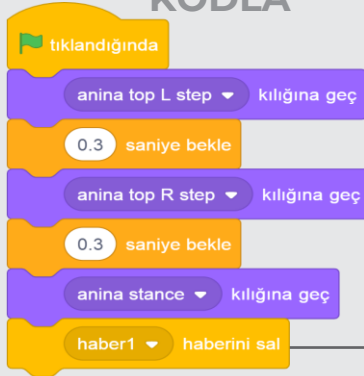 KODLA
tıklandığında
anina top L step kılığına geç
0.3 saniye bekle
anina top R step kılığına geç
0.3 saniye bekle
anina stance kılığına geç
haber1 haberini sal